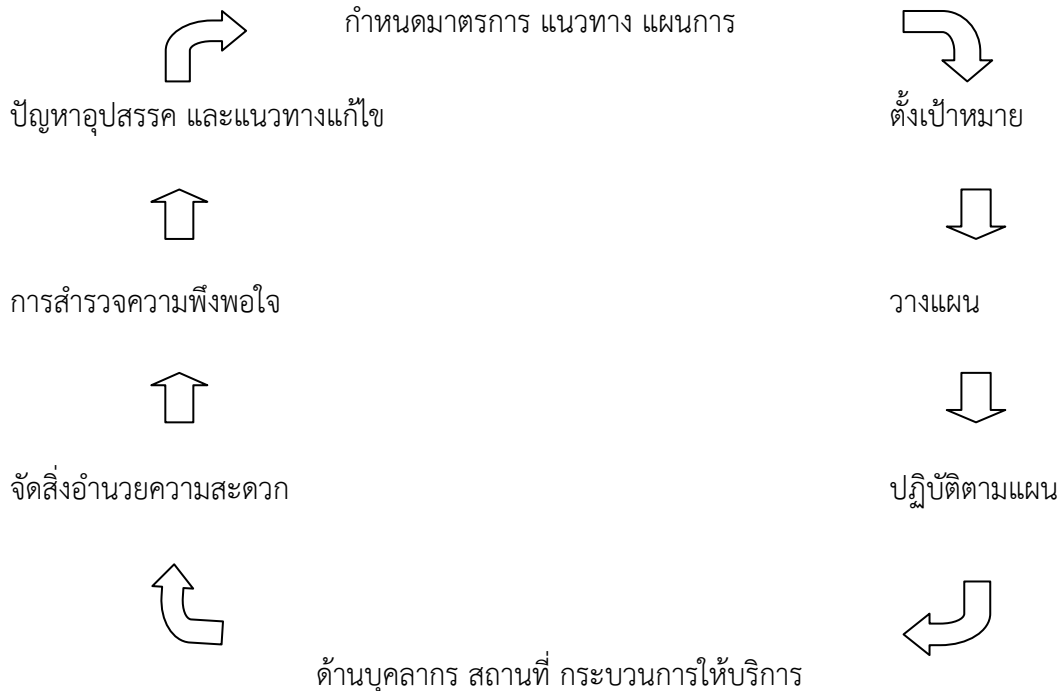 กำหนดมาตรการ แนวทาง แผนการ
ปัญหาอุปสรรค และแนวทางแก้ไข
ตั้งเป้าหมาย
การสำรวจความพึงพอใจ
วางแผน
จัดสิ่งอำนวยความสะดวก
ปฏิบัติตามแผน
ด้านบุคลากร สถานที่ กระบวนการให้บริการ